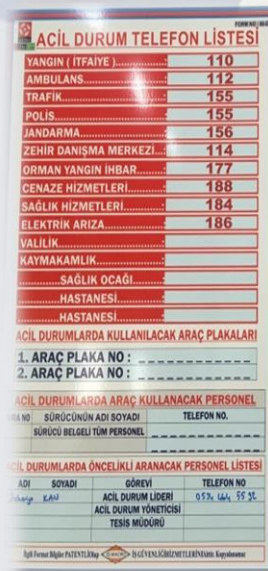 FORM NO
ACİL DURUM TELEFON LİSTESİ
YANGIN ( İTFAİYE ).............: 110
AMBULANS.......................: 112
TRAFİK.........................: 155
POLİS..........................: 155
JANDARMA.......................: 156
ZEHİR DANIŞMA MERKEZİ..: 114
ORMAN YANGIN İHBAR......: 177
CENAZE HİZMETLERİ.........: 188
SAĞLIK HİZMETLERİ.........: 184
ELEKTRİK ARIZA..............: 186
VALİLİK........................:
KAYMAKAMLIK................:
............SAĞLIK OCAĞI........:
............HASTANESİ.............:
............HASTANESİ.............:
ACİL DURUMLARDA KULLANILACAK ARAÇ PLAKALARI
1. ARAÇ PLAKA NO : _ _ _ _ _ _ _ _ _ _
2. ARAÇ PLAKA NO : _ _ _ _ _ _ _ _ _ _
ACİL DURUMLARDA ARAÇ KULLANACAK PERSONEL
NO SÜRÜCÜNÜN ADI SOYADI TELEFON NO.
SÜRÜCÜ BELGELİ TÜM PERSONEL
ACİL DURUMLARDA ÖNCELİKLİ ARANACAK PERSONEL LİSTESİ
ADI SOYADI GÖREVİ TELEFON NO
KAN ACİL DURUM LİDERİ
ACİL DURUM YÖNETİCİSİ
TESİS MÜDÜRÜ